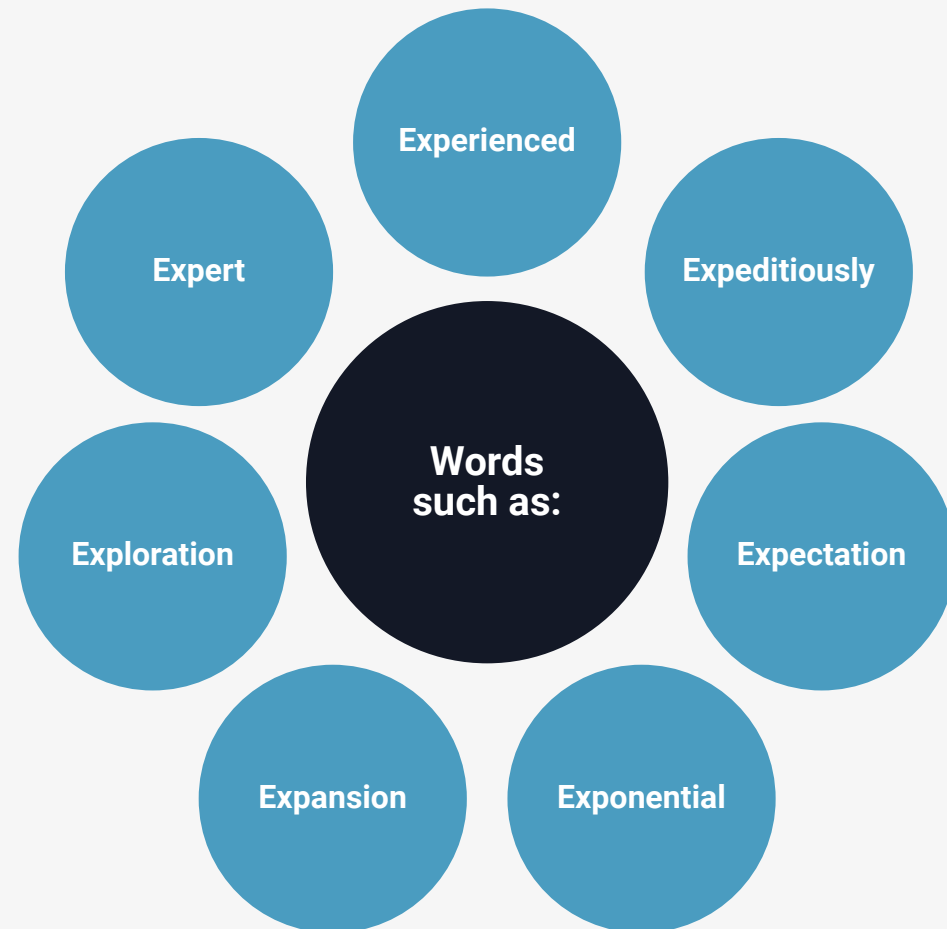 Experienced
Expert
Expeditiously
Words
such as:
Exploration
Expectation
Expansion
Exponential